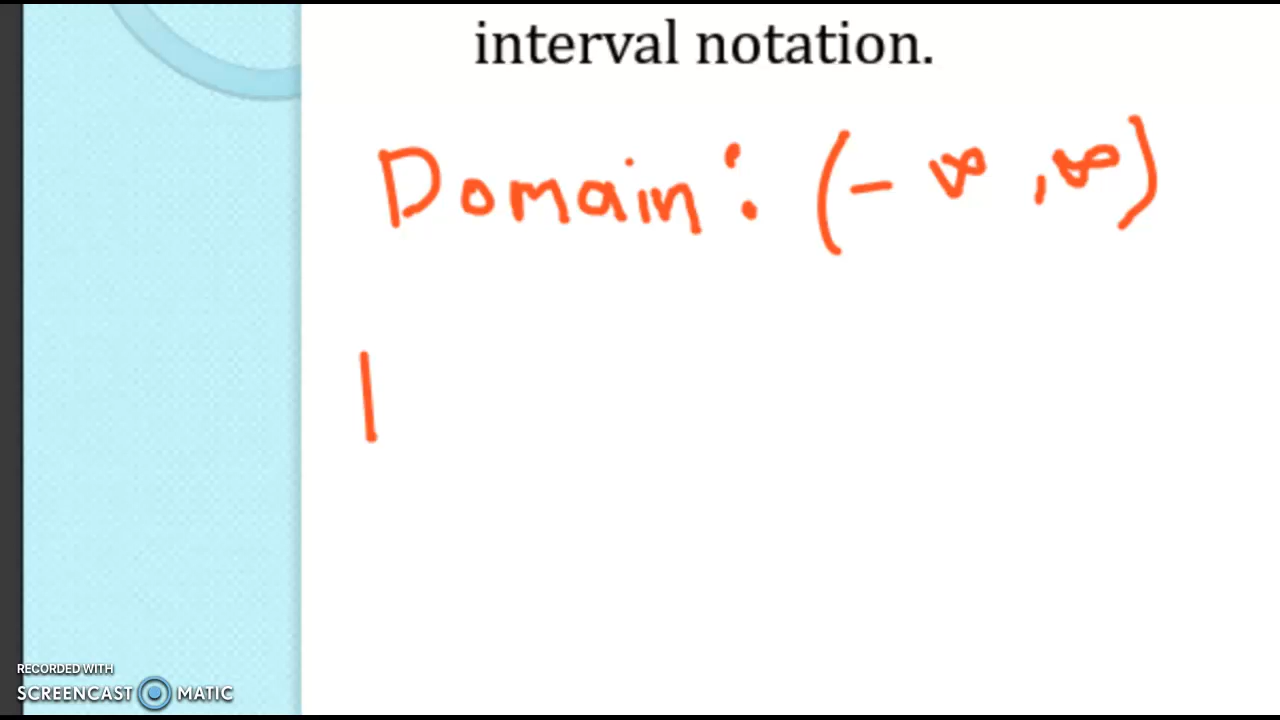 interval notation.
Domain: (- ∞, ∞)
RECORDED WITH
SCREENCAST MATIC